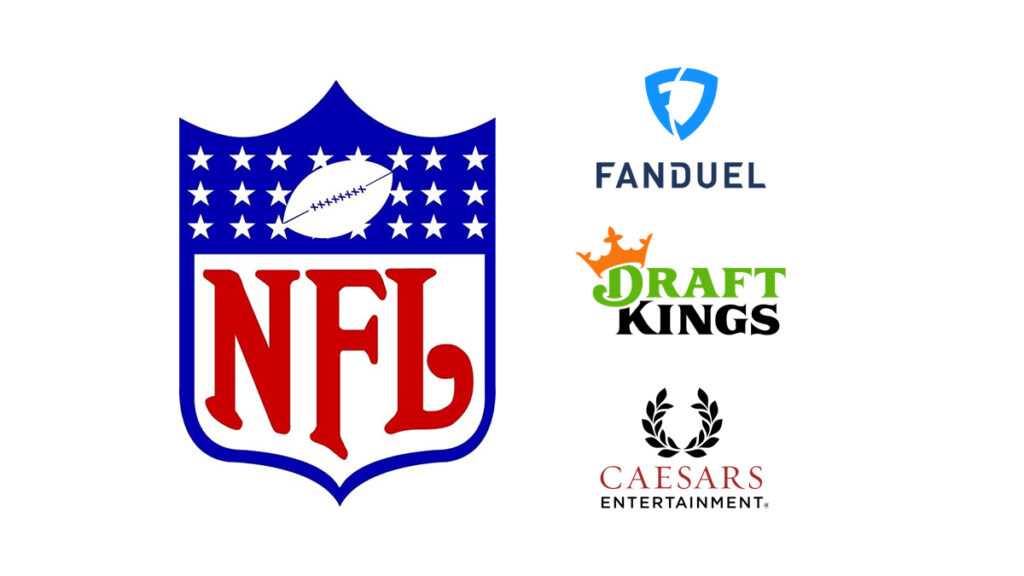 NFL
FANDUEL
DRAFT
KINGS
CAESARS
ENTERTAINMENT®